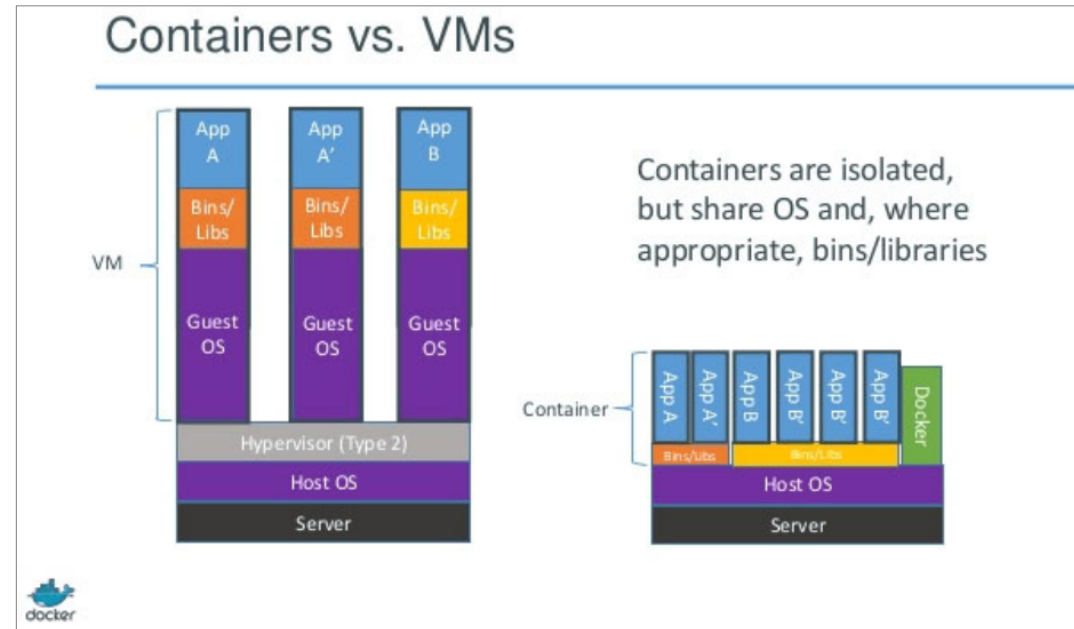 Containers vs. VMs
App
A
App
A’
App
B
Bins/
Libs
Bins/
Libs
Bins/
Libs
VM
Guest
OS
Guest
OS
Guest
OS
Hypervisor (Type 2)
Host OS
Server
Containers are isolated,
but share OS and, where
appropriate, bins/libraries
Container
App A
App A’
App B
App B’
App B’
App B’
Docker
Bins/Libs
Bins/Libs
Host OS
Server
docker